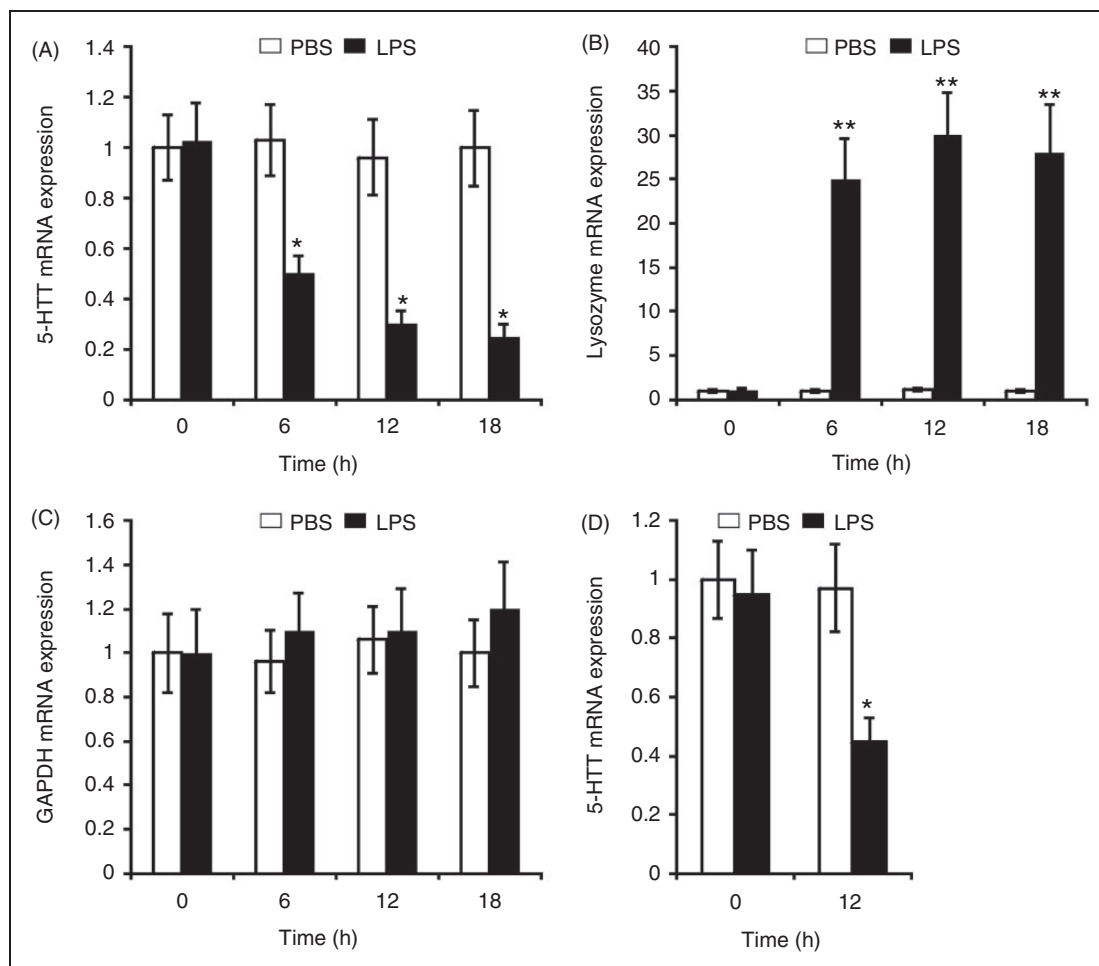 (A)
PBS LPS
5-HTT mRNA expression
1.4
1.2
1
0.8
0.6
0.4
0.2
0
*
*
*
0 6 12 18
Time (h)
(B)
PBS LPS
Lysozyme mRNA expression
40
35
30
25
20
15
10
5
0
**
**
**
0 6 12 18
Time (h)
(C)
PBS LPS
GAPDH mRNA expression
1.6
1.4
1.2
1
0.8
0.6
0.4
0.2
0
0 6 12 18
Time (h)
(D)
PBS LPS
5-HTT mRNA expression
1.2
1
0.8
0.6
0.4
0.2
0
*
0 12
Time (h)